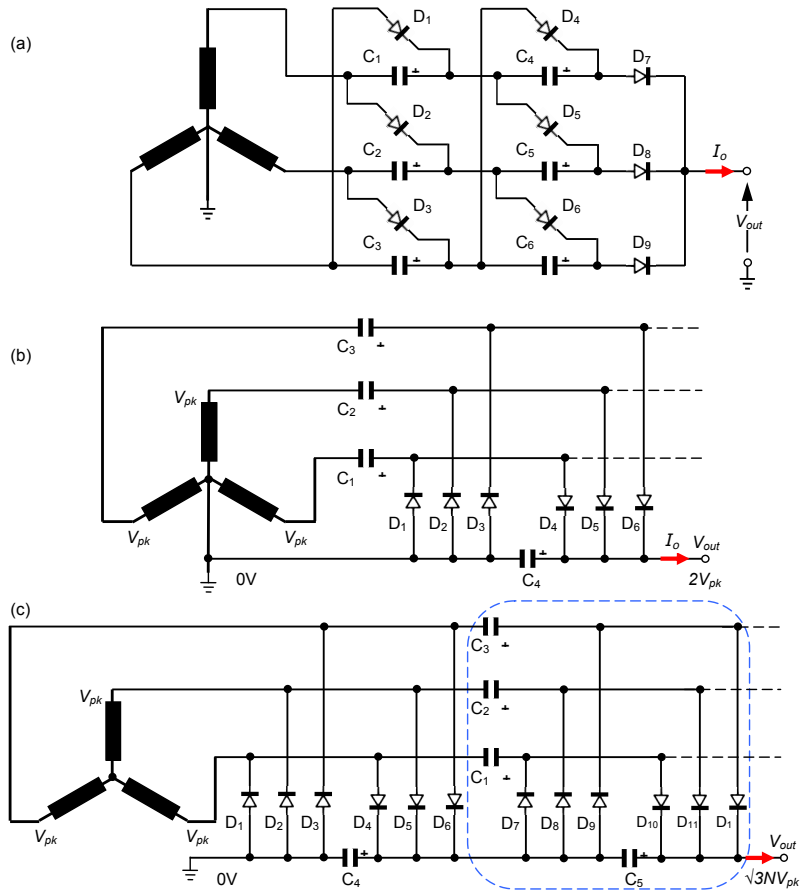 (a)
D1 D4
C1 + C4 + D7
D2 D5
C2 + C5 + D8 Io
D3 D6 Vout
C3 + C6 + D9
(b)
C3 +
Vpk C2 +
C1 +
Vpk Vpk D1 D2 D3 D4 D5 D6
+ Io Vout
0V C4 2Vpk
(c)
C3 +
Vpk C2 +
C1 +
Vpk Vpk D1 D2 D3 D4 D5 D6 D7 D8 D9 D10 D11 D1
+ + Vout
0V C4 C5 √3NVpk